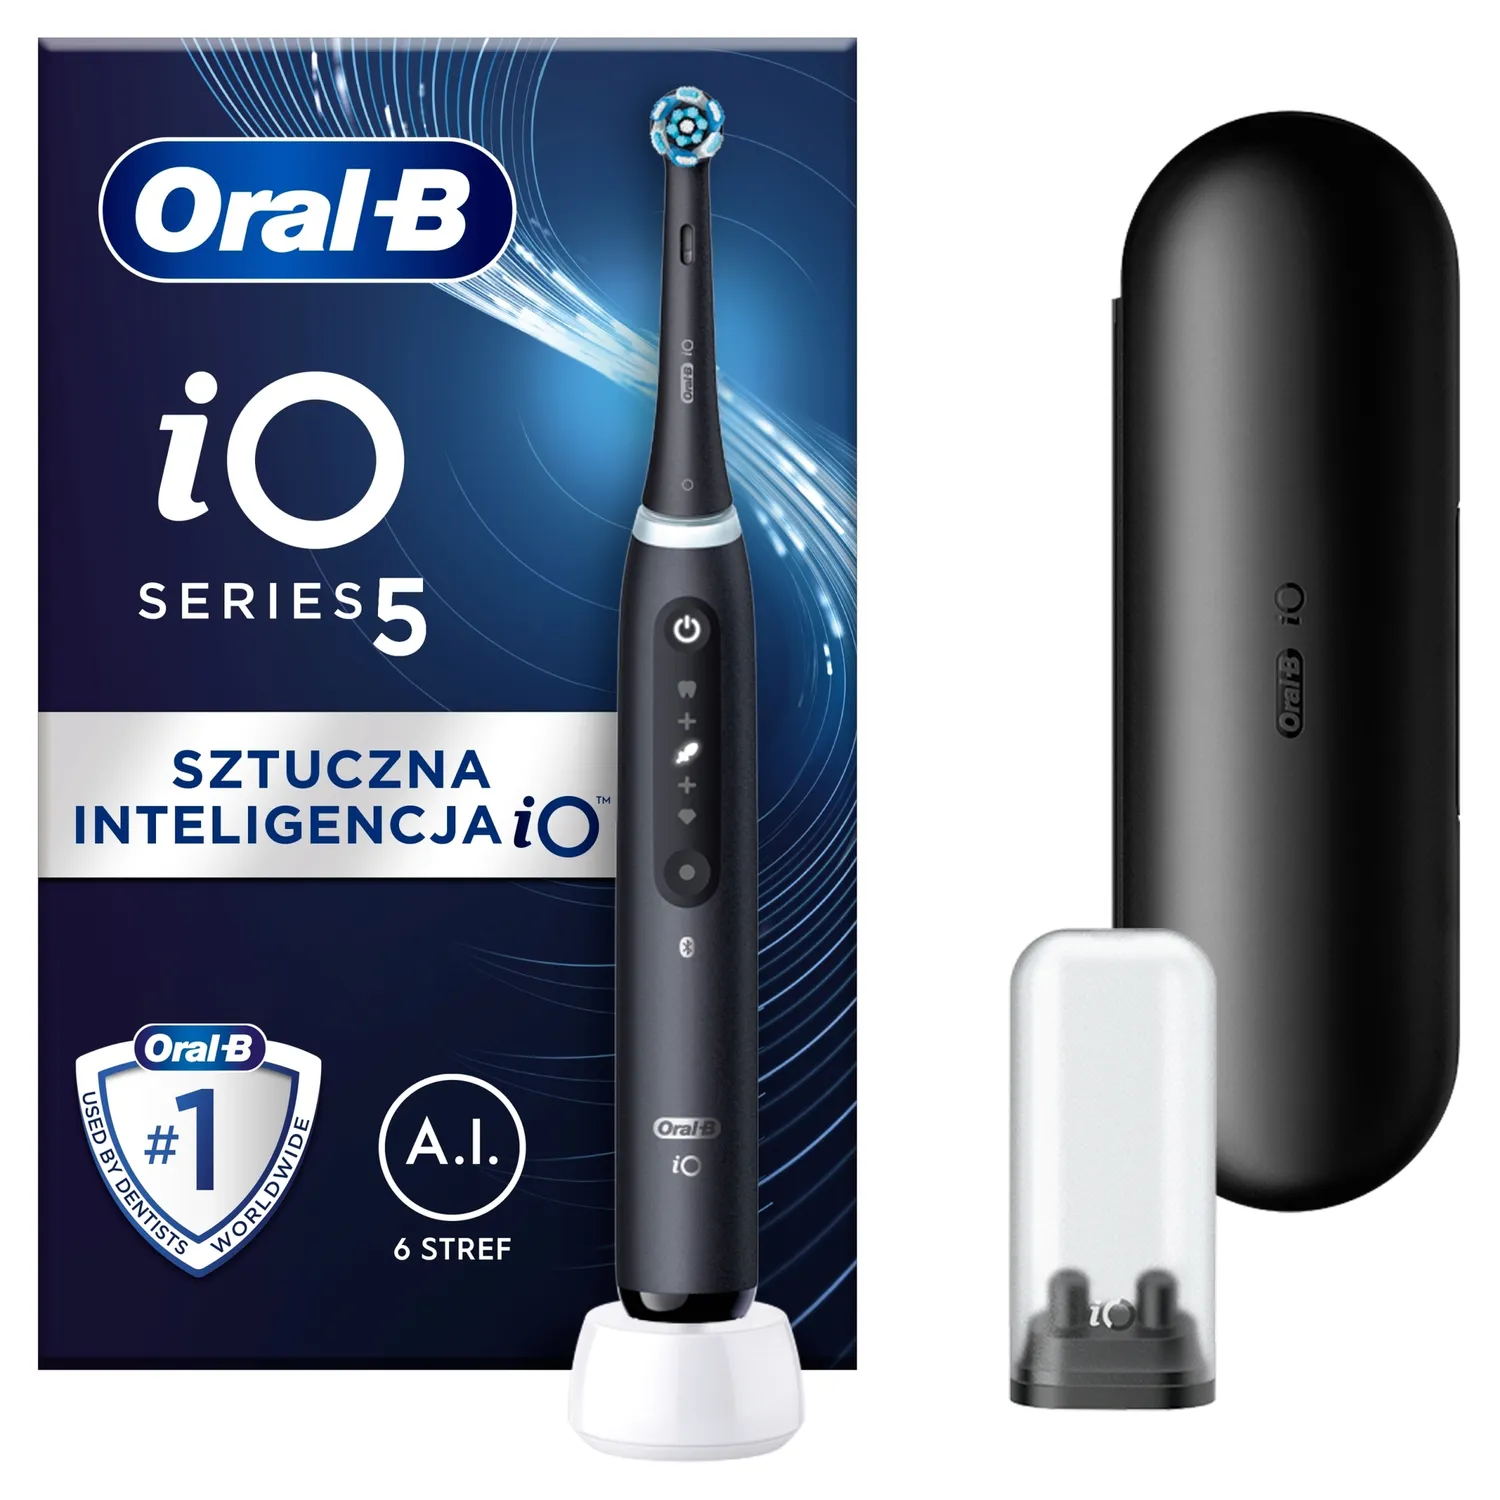 Oral-B
iO
SERIES 5
SZTUCZNA
INTELIGENCJA iO™
Oral-B
#1
USED BY DENTISTS WORLDWIDE
A.I.
6 STREF
Oral-B iO
Oral-B
iO
Oral-B iO
iO